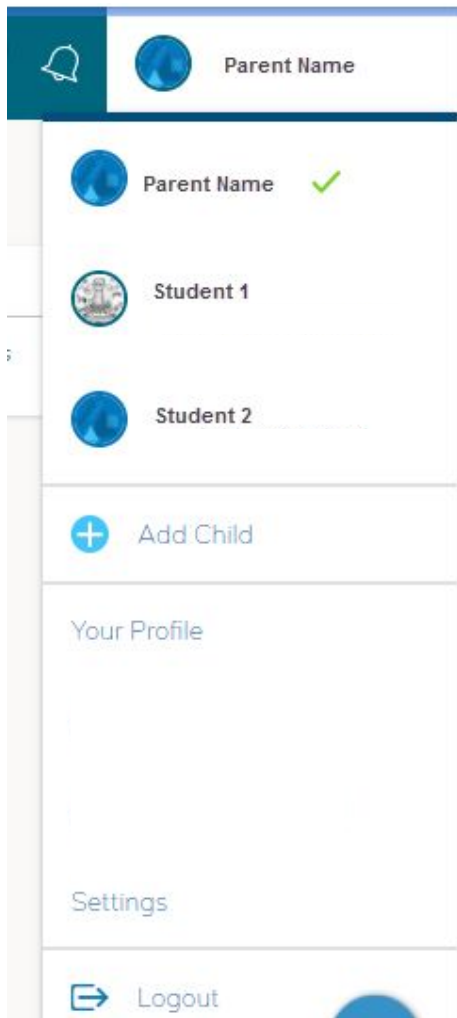 Parent Name
Parent Name
Student 1
s
Student 2
Add Child
Your Profile
Settings
Logout